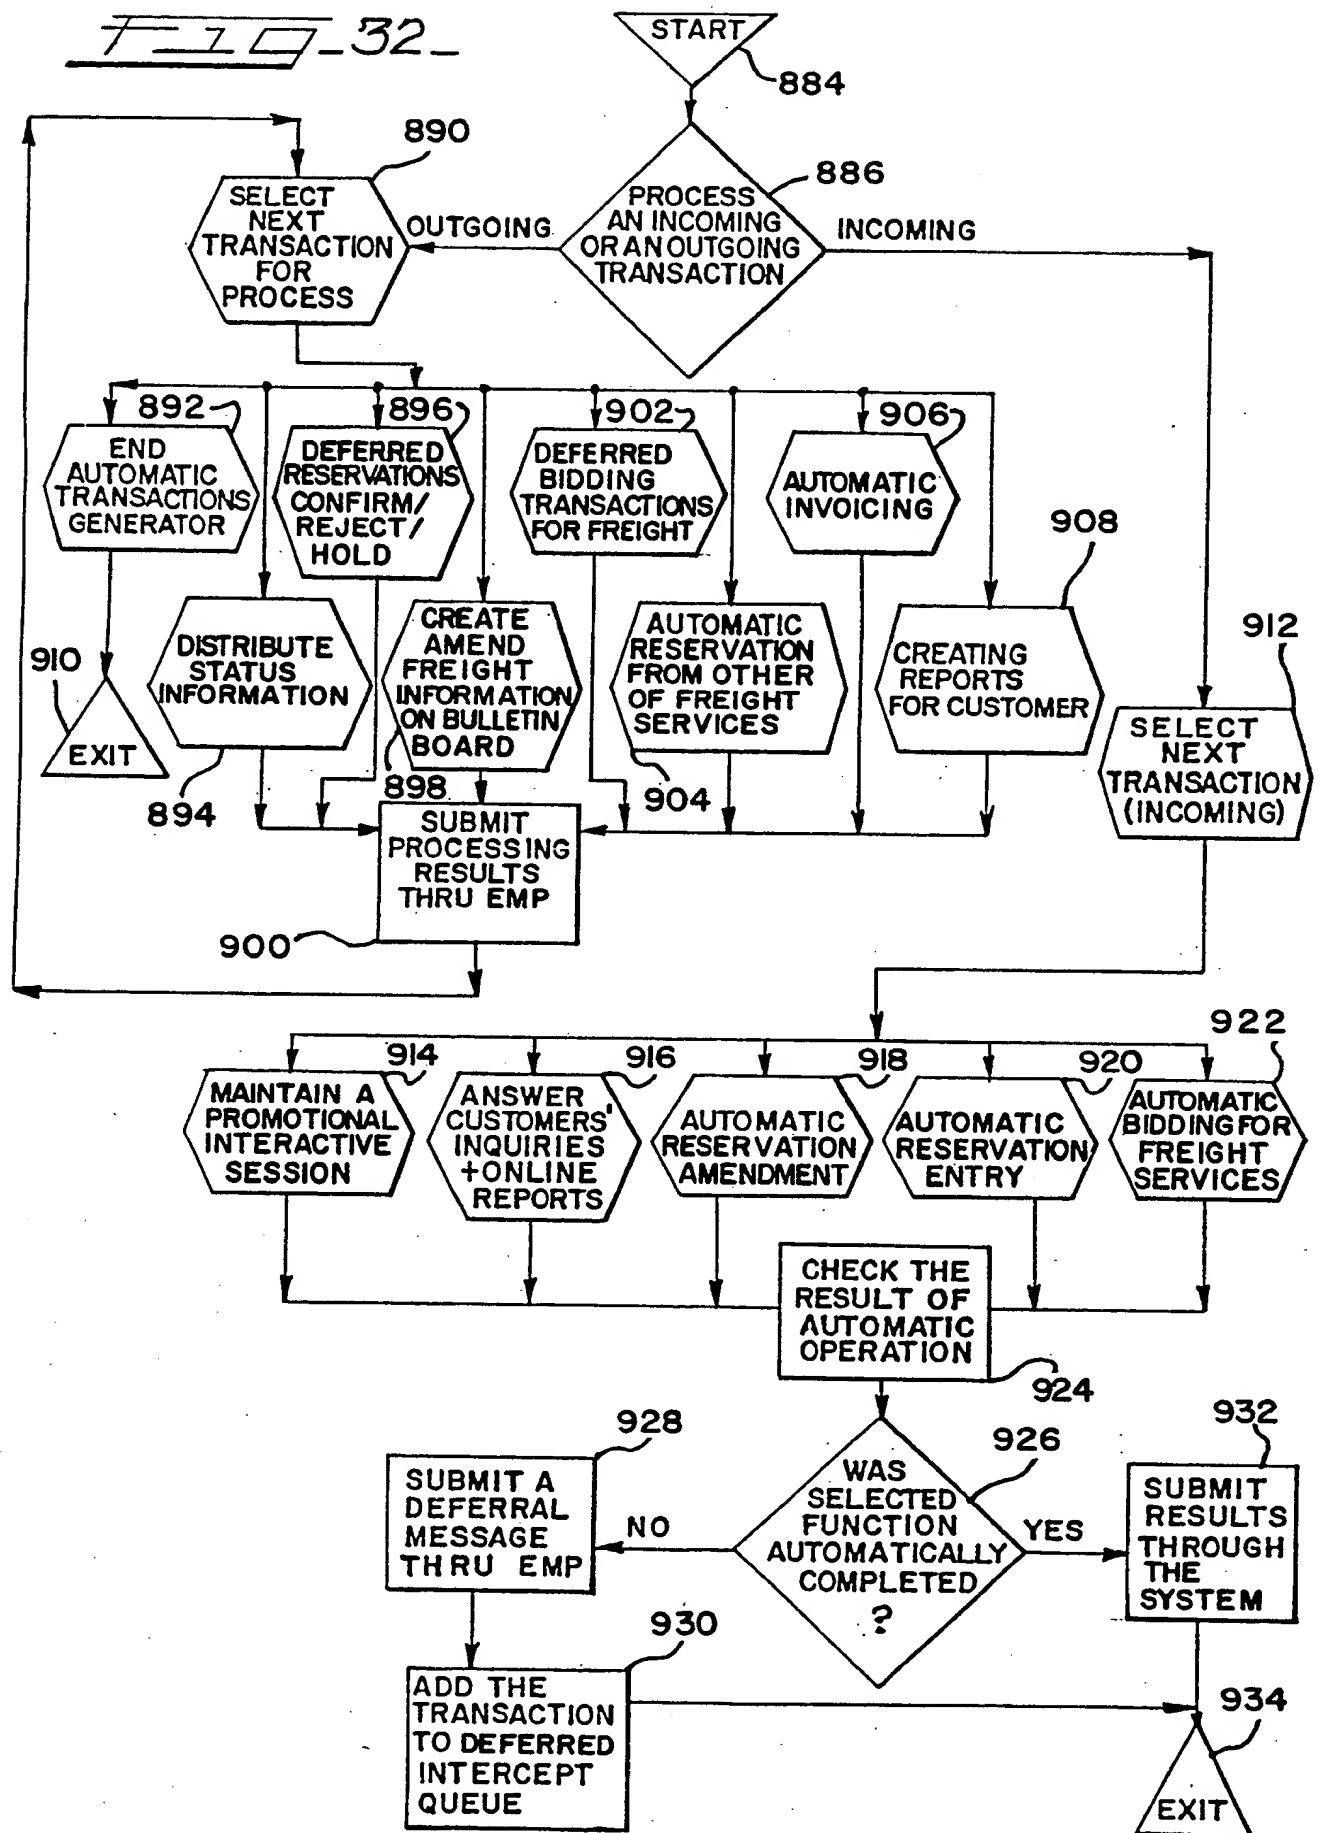 Fig-32-
START
884
890
886
SELECT
NEXT
TRANSACTION
FOR
PROCESS
OUTGOING
PROCESS
AN INCOMING
OR AN OUTGOING
TRANSACTION
INCOMING
892
896
902
906
END
AUTOMATIC
TRANSACTIONS
GENERATOR
DEFERRED
RESERVATIONS
CONFIRM/
REJECT/
HOLD
DEFERRED
BIDDING
TRANSACTIONS
FOR FREIGHT
AUTOMATIC
INVOICING
908
910
EXIT
DISTRIBUTE
STATUS
INFORMATION
894
CREATE
AMEND
FREIGHT
INFORMATION
ON BULLETIN
BOARD
898
AUTOMATIC
RESERVATION
FROM OTHER
OF FREIGHT
SERVICES
904
CREATING
REPORTS
FOR CUSTOMER
912
SELECT
NEXT
TRANSACTION
(INCOMING)
SUBMIT
PROCESSING
RESULTS
THRU EMP
900
914
916
918
920
922
MAINTAIN A
PROMOTIONAL
INTERACTIVE
SESSION
ANSWER
CUSTOMERS'
INQUIRIES
+ONLINE
REPORTS
AUTOMATIC
RESERVATION
AMENDMENT
AUTOMATIC
RESERVATION
ENTRY
AUTOMATIC
BIDDING FOR
FREIGHT
SERVICES
CHECK THE
RESULT OF
AUTOMATIC
OPERATION
924
928
926
932
SUBMIT A
DEFERRAL
MESSAGE
THRU EMP
NO
WAS
SELECTED
FUNCTION
AUTOMATICALLY
COMPLETED
?
YES
SUBMIT
RESULTS
THROUGH
THE
SYSTEM
930
ADD THE
TRANSACTION
TO DEFERRED
INTERCEPT
QUEUE
934
EXIT